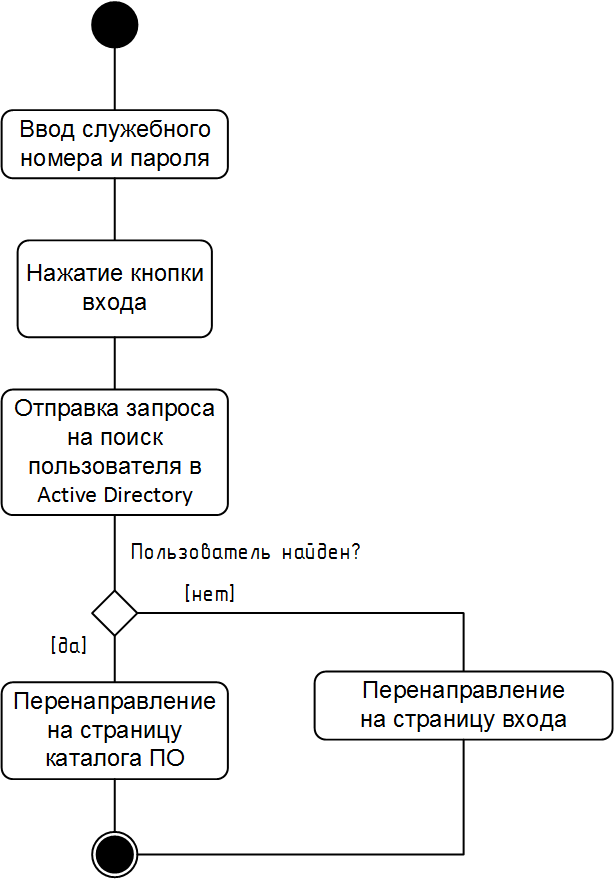 Ввод служебного
номера и пароля
Нажатие кнопки
входа
Отправка запроса
на поиск
пользователя в
Active Directory
Пользователь найден?
[нет]
[да]
Перенаправление
на страницу
каталога ПО
Перенаправление
на страницу входа